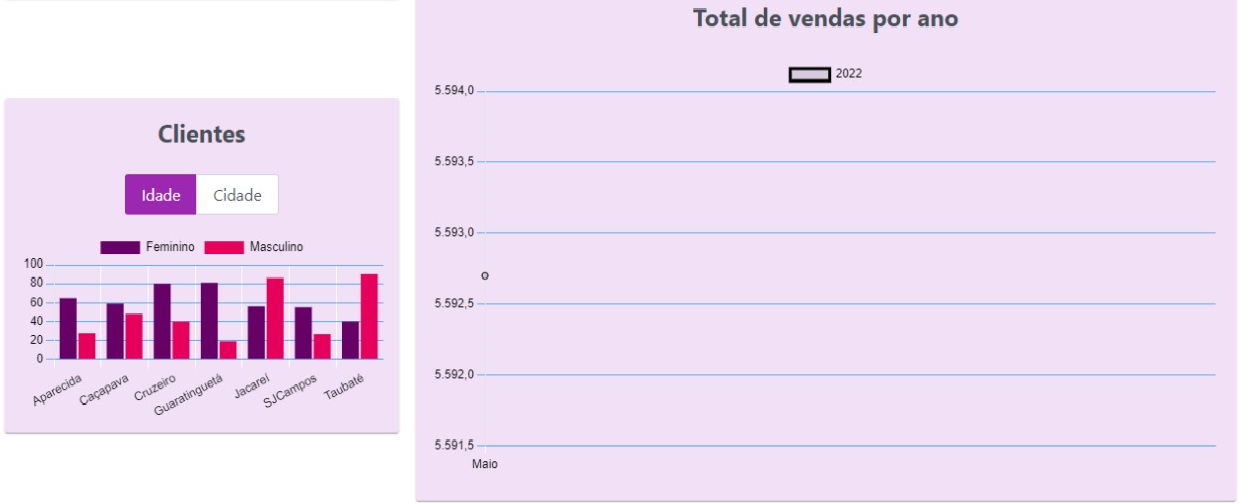 Clientes
Idade Cidade
Feminino Masculino
100
80
60
40
20
0
Aparecida Caçapava Cruzeiro Guaratinguetá Jacareí SJCampos Taubaté
Total de vendas por ano
2022
5.594,0
5.593,5
5.593,0
5.592,5
5.592,0
5.591,5
Maio